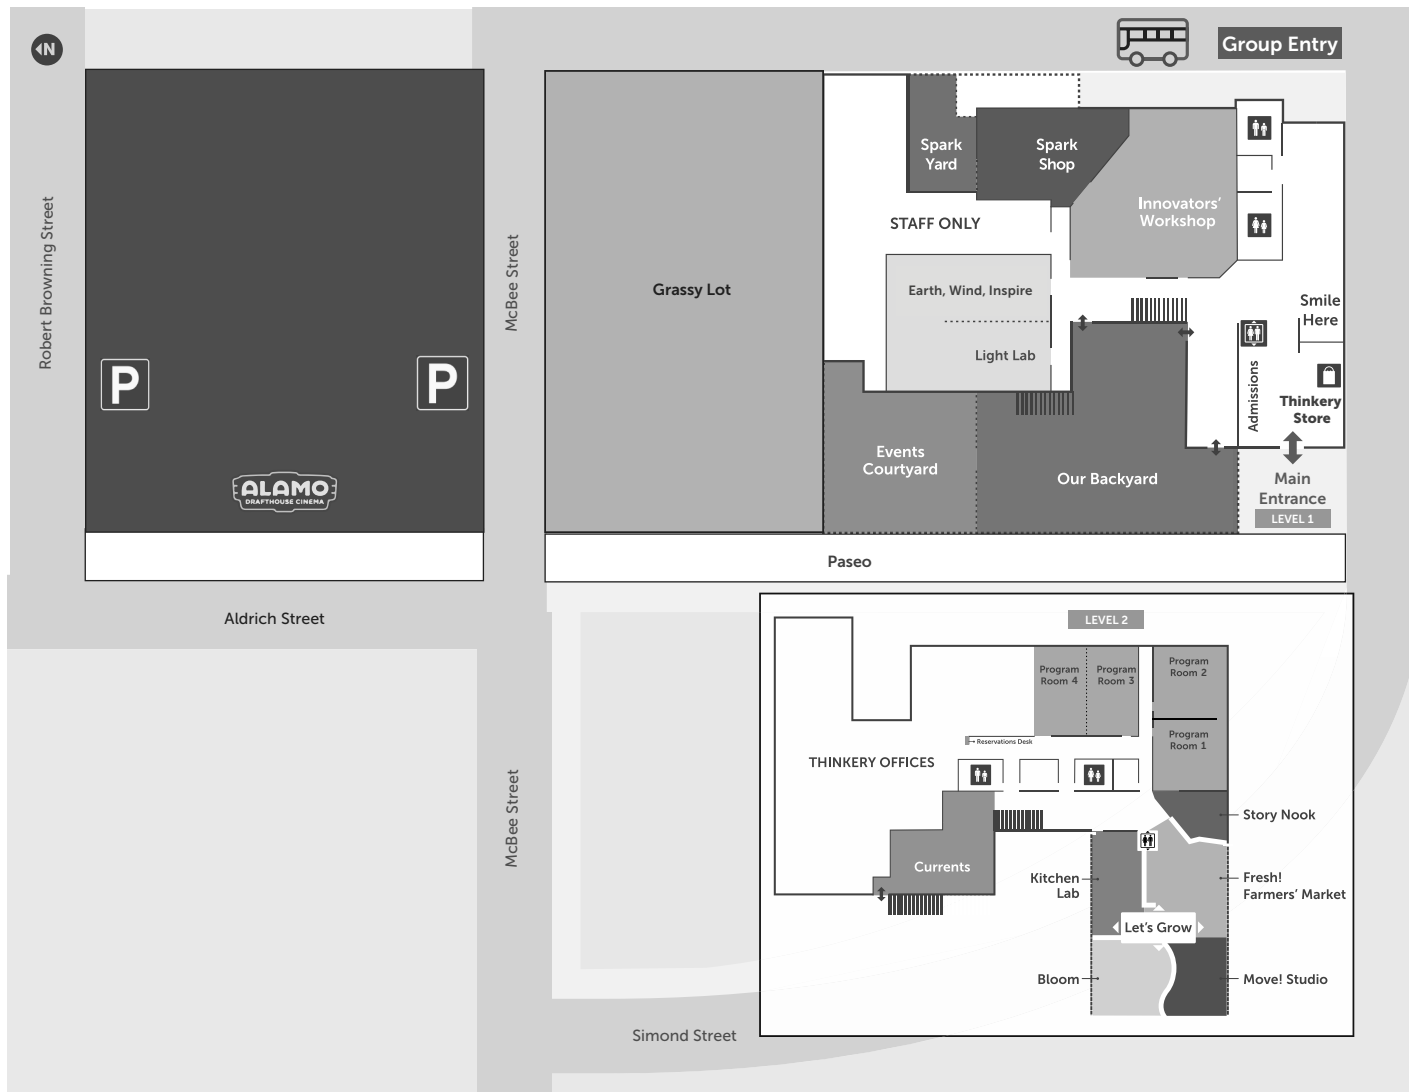 N
Group Entry
Spark
Yard
Spark
Shop
Innovators'
Workshop
STAFF ONLY
Robert Browning Street
McBee Street
Grassy Lot
Earth, Wind, Inspire
Light Lab
Smile
Here
Admissions
Thinkery
Store
P
P
ALAMO
DRAFTHOUSE CINEMA
Events
Courtyard
Our Backyard
Main
Entrance
LEVEL 1
Paseo
Aldrich Street
LEVEL 2
Program
Room 4
Program
Room 3
Program
Room 2
Program
Room 1
Reservations Desk
THINKERY OFFICES
McBee Street
Story Nook
Currents
Kitchen
Lab
Fresh!
Farmers' Market
Let's Grow
Bloom
Move! Studio
Simond Street